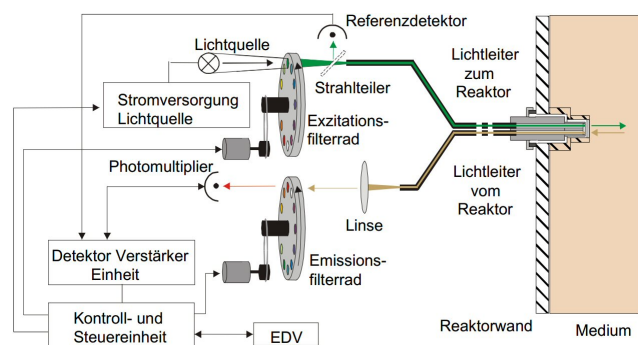 Referenzdetektor
Lichtquelle
Stromversorgung
Lichtquelle
Strahlteiler
Exzitations-
filterrad
Lichtleiter
zum
Reaktor
Photomultiplier
Lichtleiter
vom
Reaktor
Linse
Detektor Verstärker
Einheit
Emissions-
filterrad
Kontroll- und
Steuereinheit
EDV
Reaktorwand
Medium